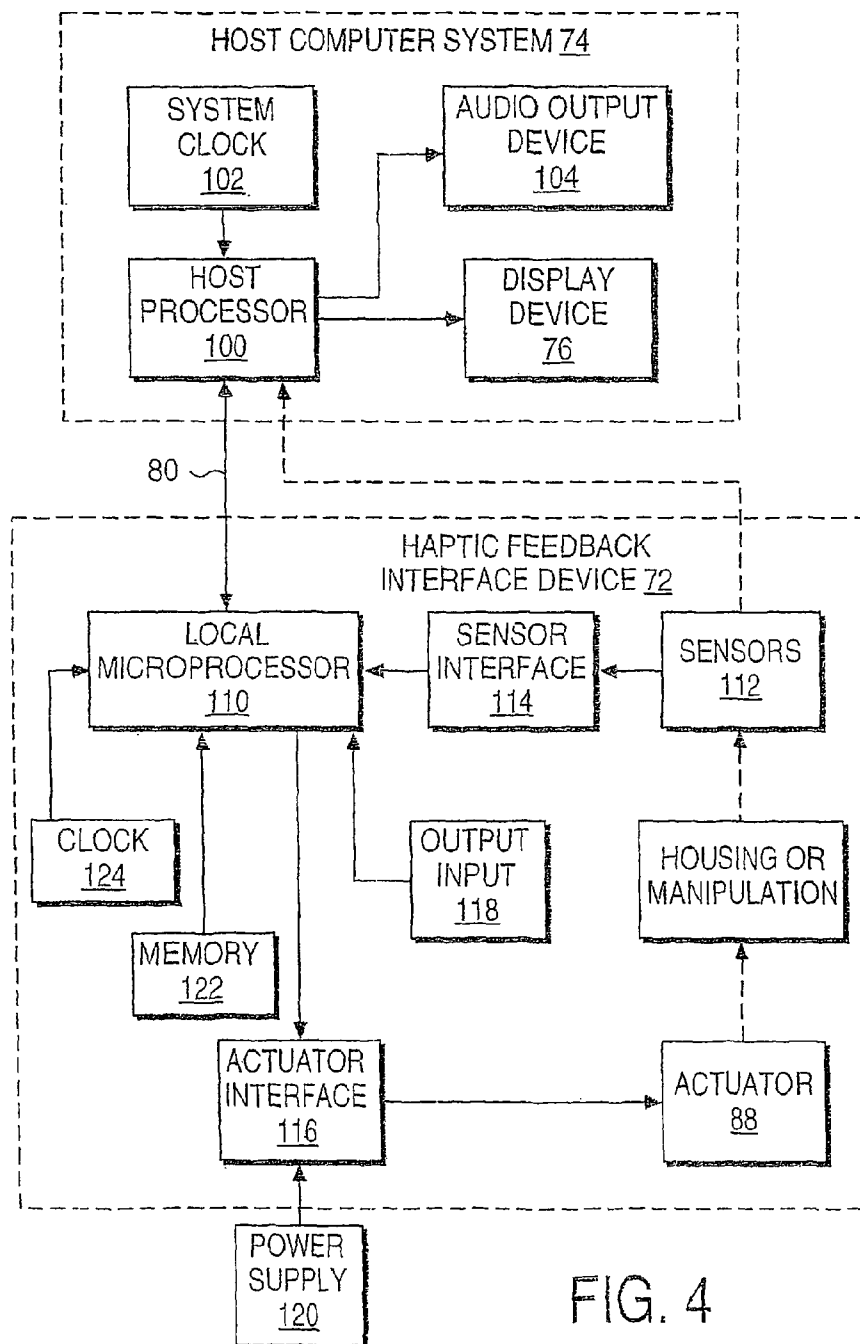 HOST COMPUTER SYSTEM 74
SYSTEM
CLOCK
102
AUDIO OUTPUT
DEVICE
104
HOST
PROCESSOR
100
DISPLAY
DEVICE
76
80
HAPTIC FEEDBACK
INTERFACE DEVICE 72
LOCAL
MICROPROCESSOR
110
SENSOR
INTERFACE
114
SENSORS
112
CLOCK
124
OUTPUT
INPUT
118
HOUSING OR
MANIPULATION
MEMORY
122
ACTUATOR
INTERFACE
116
ACTUATOR
88
POWER
SUPPLY
120
FIG. 4